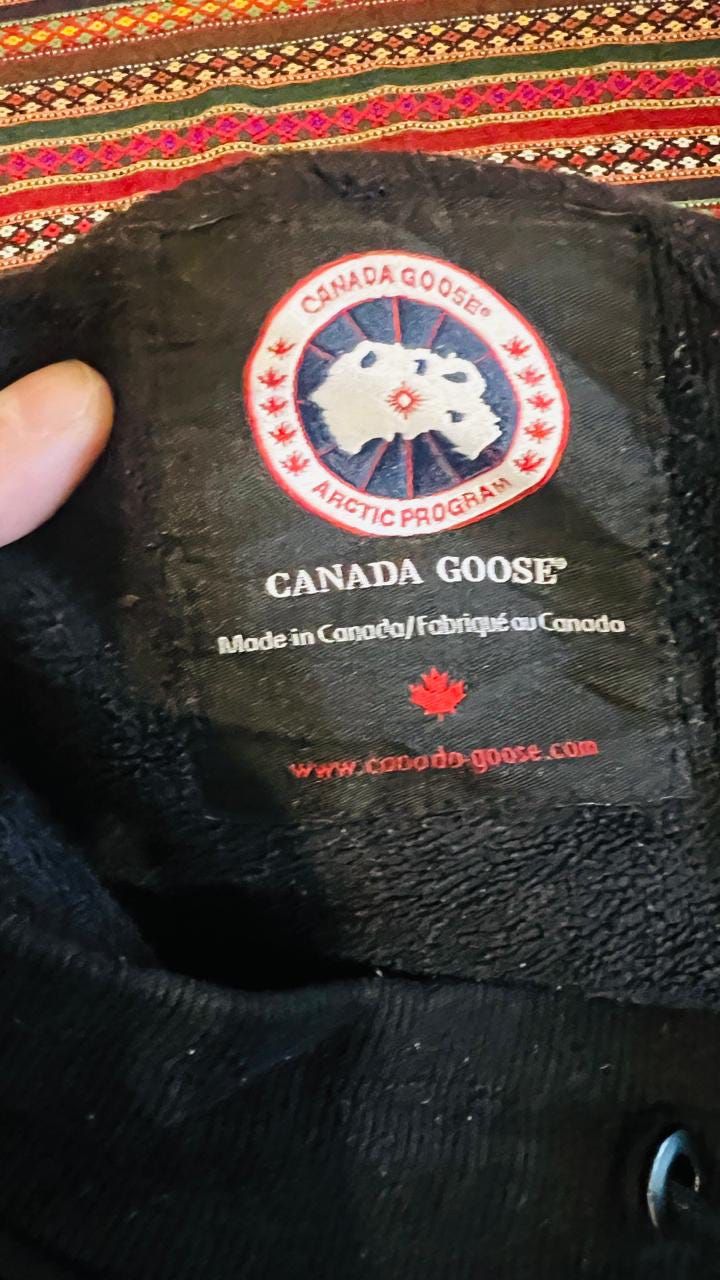 CANADA GOOSE®
ARCTIC PROGRAM
CANADA GOOSE®
Made in Canada/Fabriqué au Canada
www.canada-goose.com